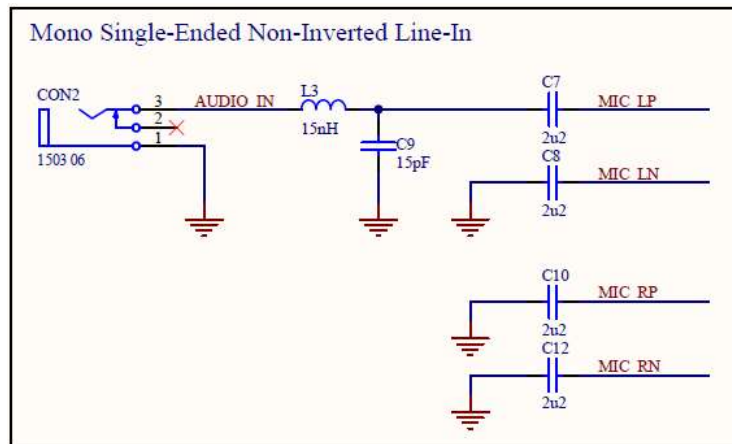 Mono Single-Ended Non-Inverted Line-In
CON2
3
2
1
1503 06
AUDIO_IN
L3
15nH
C9
15pF
C7
2u2
MIC_LP
C8
2u2
MIC_LN
C10
2u2
MIC_RP
C12
2u2
MIC_RN